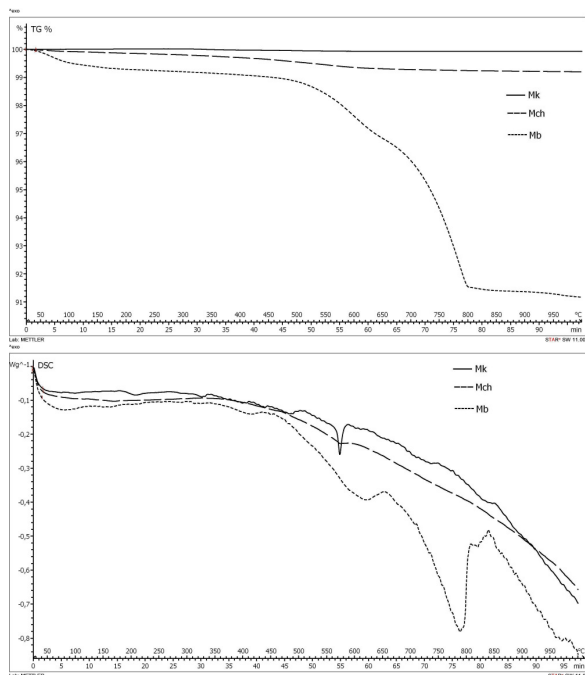 ^exo
% TG %
100
99
98
97
96
95
94
93
92
91
Mk
Mch
Mb
50 100 150 200 250 300 350 400 450 500 550 600 650 700 750 800 850 900 950 °C
0 5 10 15 20 25 30 35 40 45 50 55 60 65 70 75 80 85 90 min
Lab: METTLER STARe SW 11.00
^exo
Wg^-1 DSC
0,0
-0,1
-0,2
-0,3
-0,4
-0,5
-0,6
-0,7
-0,8
Mk
Mch
Mb
50 100 150 200 250 300 350 400 450 500 550 600 650 700 750 800 850 900 950 °C
0 5 10 15 20 25 30 35 40 45 50 55 60 65 70 75 80 85 90 95 min